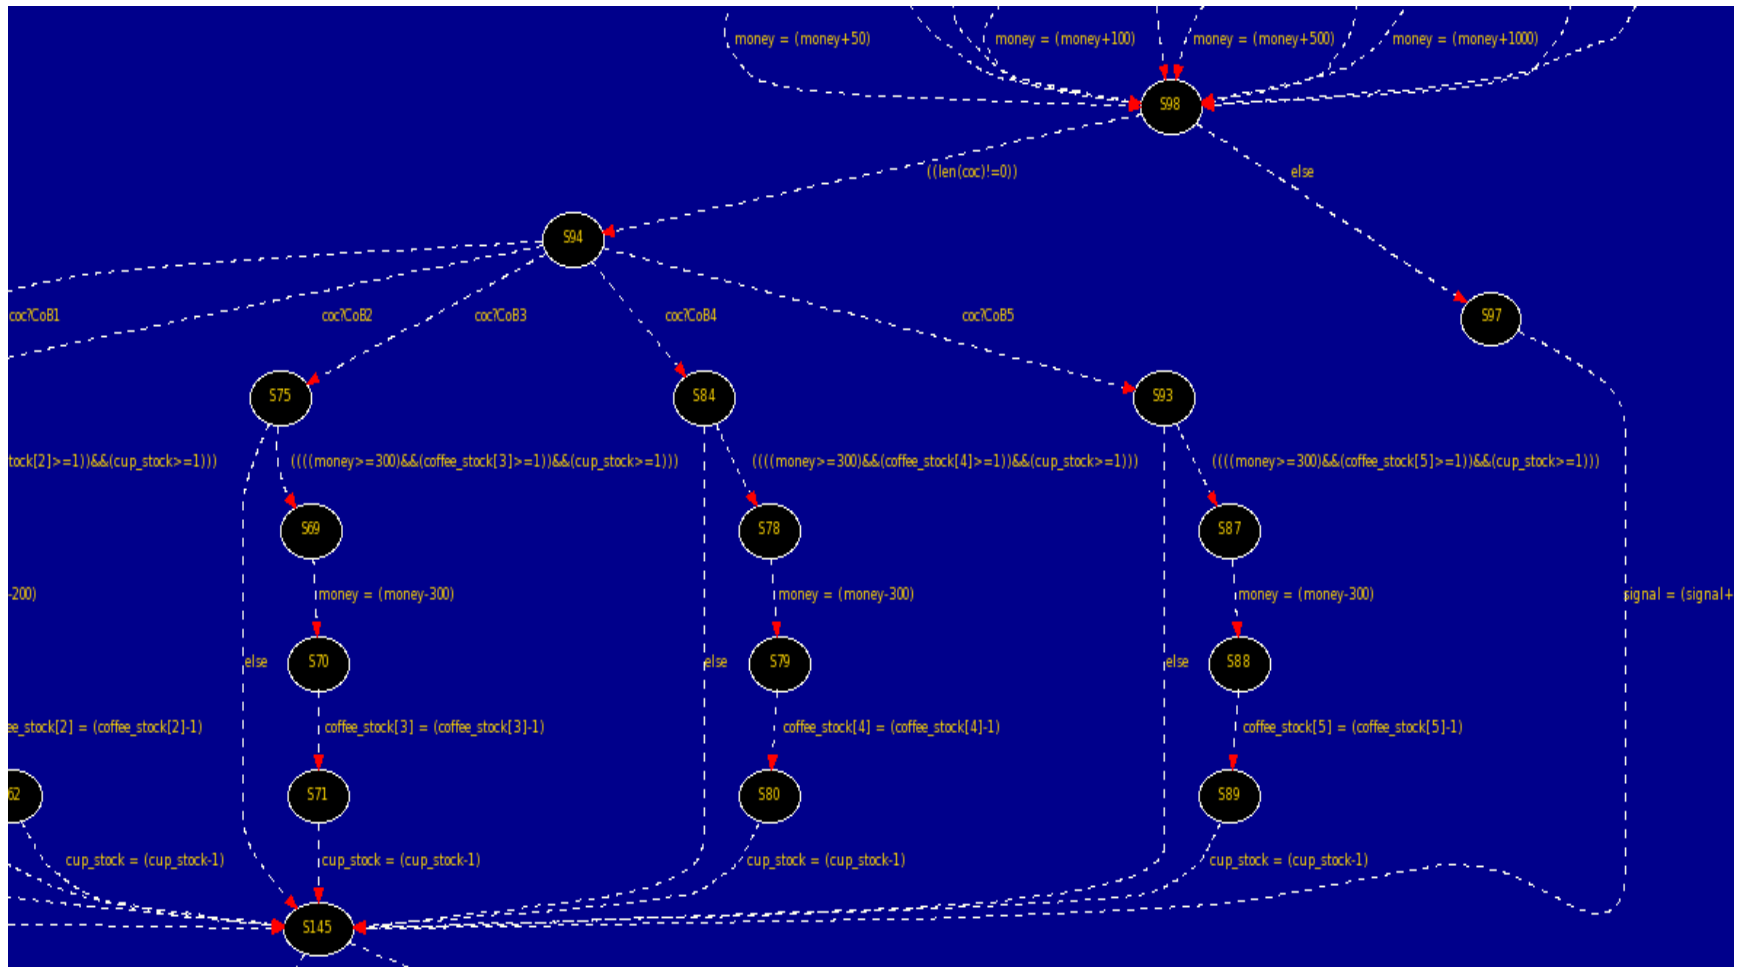 money = (money+50) money = (money+100) money = (money+500) money = (money+1000)
S98
((len(coc)!=0)) else
S94
coc?CoB1 coc?CoB2 coc?CoB3 coc?CoB4 coc?CoB5 S97
S75 S84 S93
tock[2]>=1))&&(cup_stock>=1))) ((((money>=300)&&(coffee_stock[3]>=1))&&(cup_stock>=1))) ((((money>=300)&&(coffee_stock[4]>=1))&&(cup_stock>=1))) ((((money>=300)&&(coffee_stock[5]>=1))&&(cup_stock>=1)))
S69 S78 S87
-200) money = (money-300) money = (money-300) money = (money-300) signal = (signal+
else S70 else S79 else S88
ee_stock[2] = (coffee_stock[2]-1) coffee_stock[3] = (coffee_stock[3]-1) coffee_stock[4] = (coffee_stock[4]-1) coffee_stock[5] = (coffee_stock[5]-1)
62 S71 S80 S89
cup_stock = (cup_stock-1) cup_stock = (cup_stock-1) cup_stock = (cup_stock-1) cup_stock = (cup_stock-1)
S145